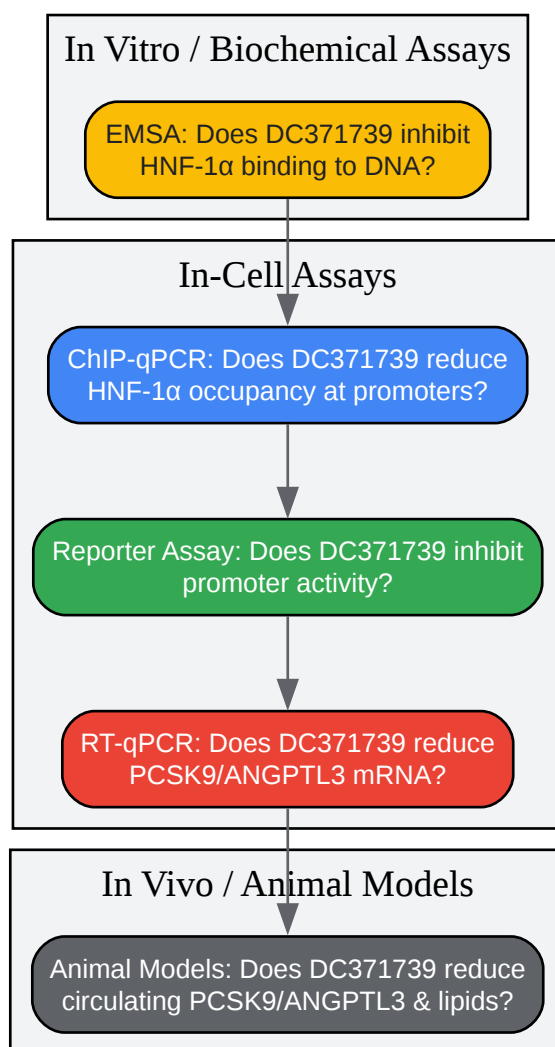 In Vitro / Biochemical Assays
EMSA: Does DC371739 inhibit
HNF-1α binding to DNA?
In-Cell Assays
ChIP-qPCR: Does DC371739 reduce
HNF-1α occupancy at promoters?
Reporter Assay: Does DC371739 inhibit
promoter activity?
RT-qPCR: Does DC371739 reduce
PCSK9/ANGPTL3 mRNA?
In Vivo / Animal Models
Animal Models: Does DC371739 reduce
circulating PCSK9/ANGPTL3 & lipids?